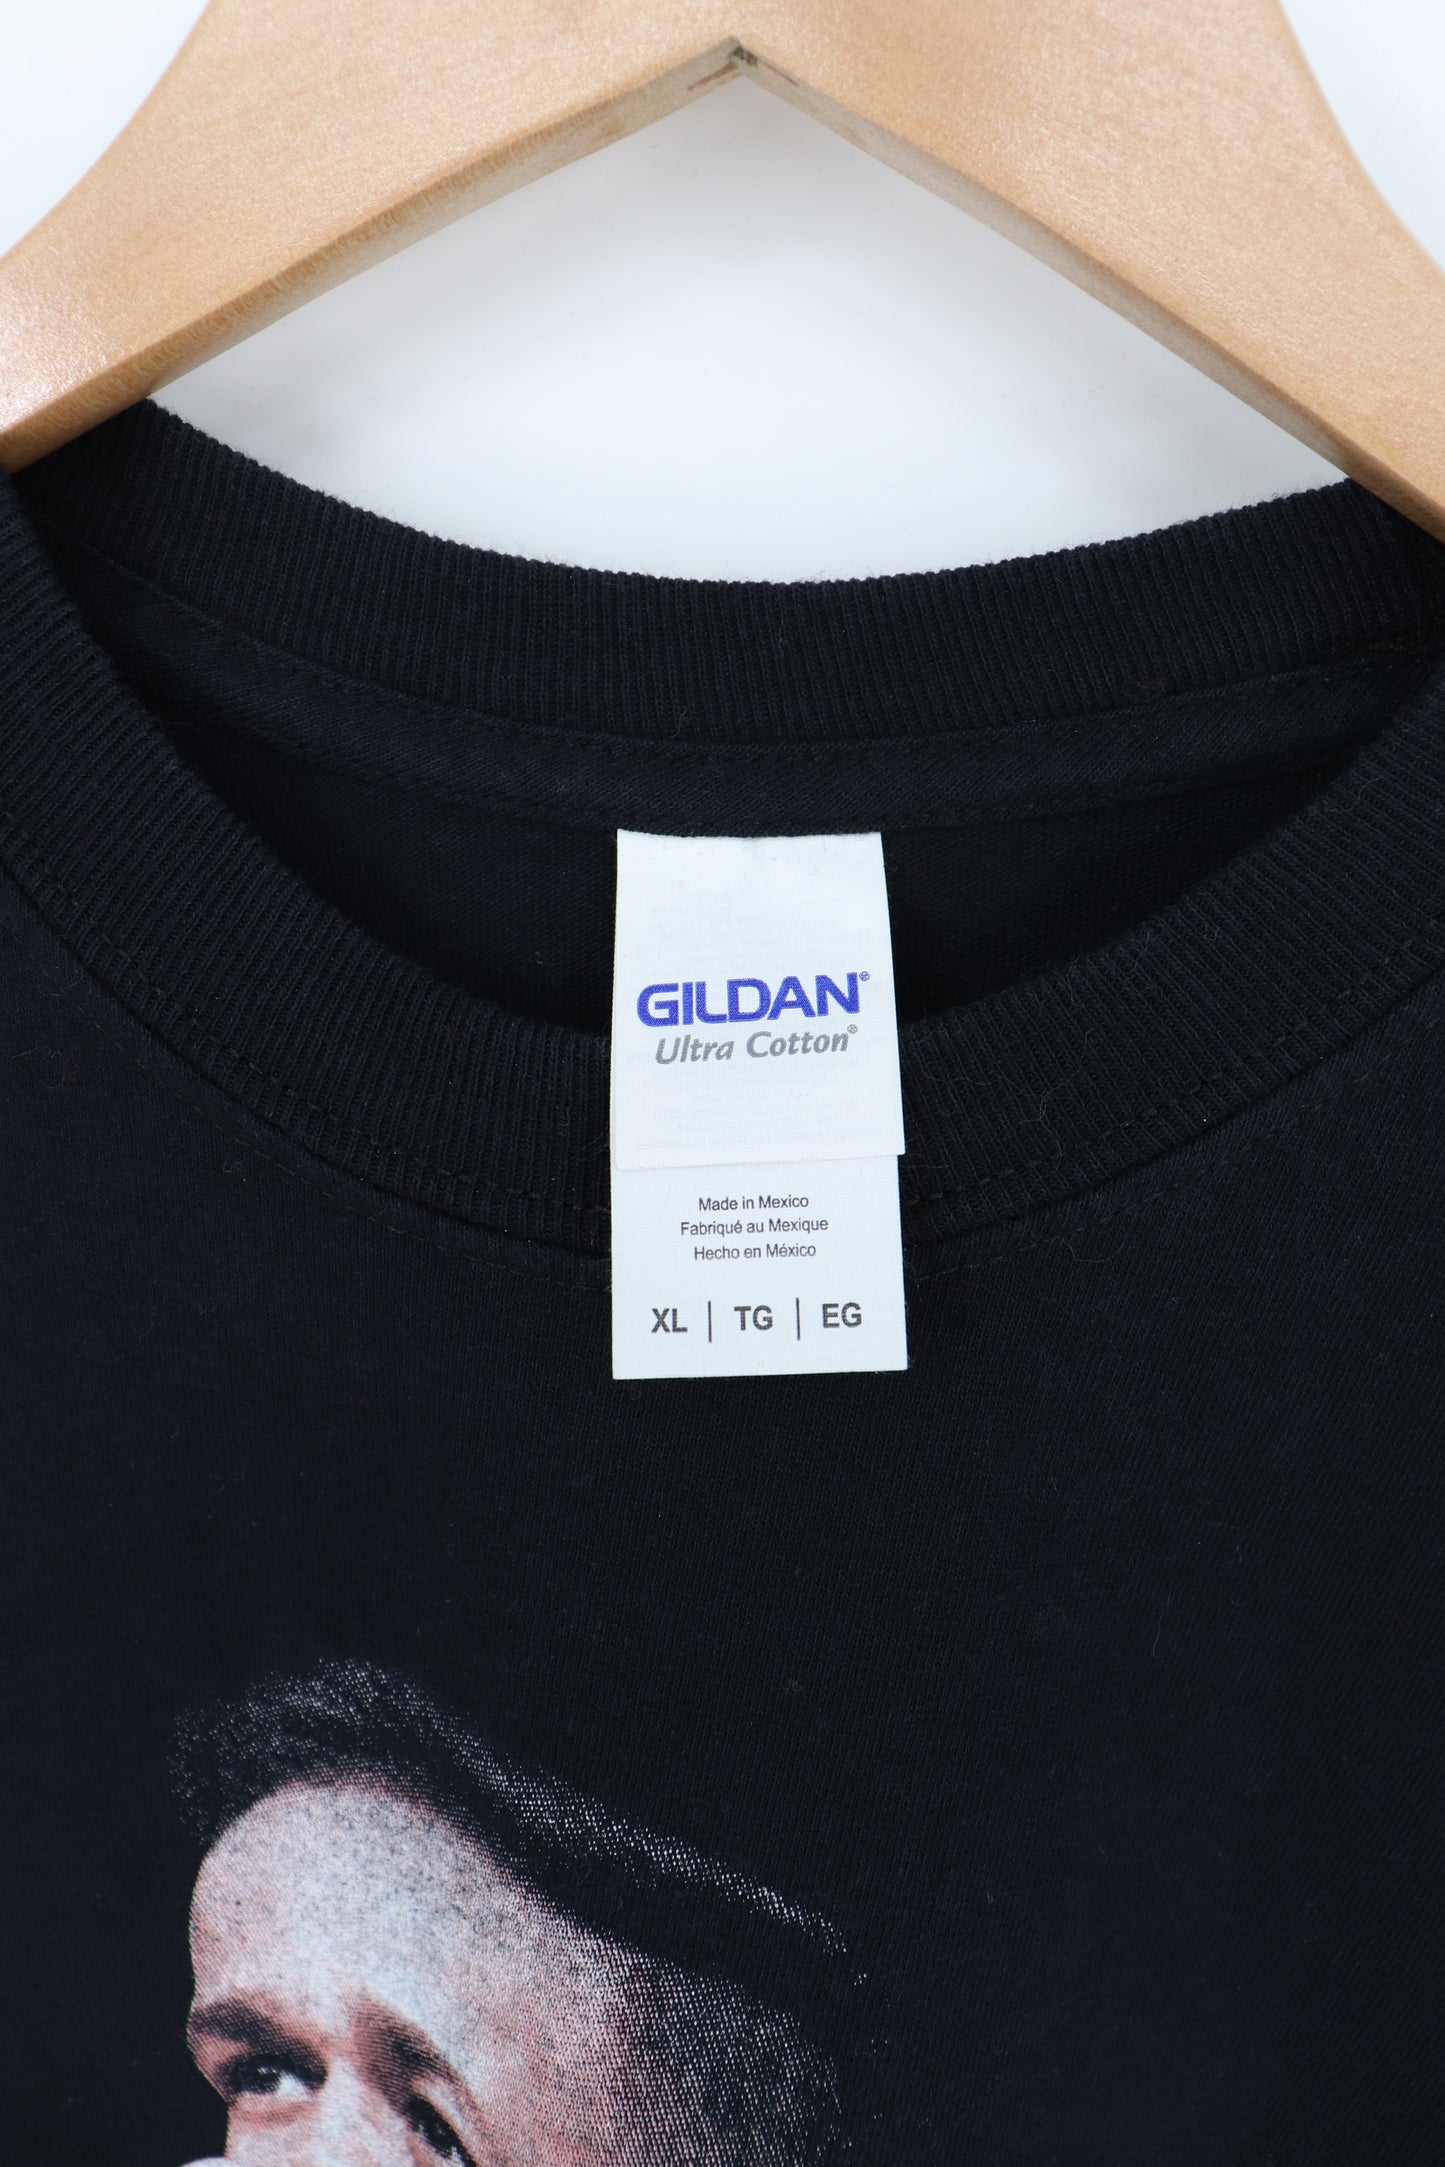 GILDAN®
Ultra Cotton®
Made in Mexico
Fabriqué au Mexique
Hecho en México
XL | TG | EG